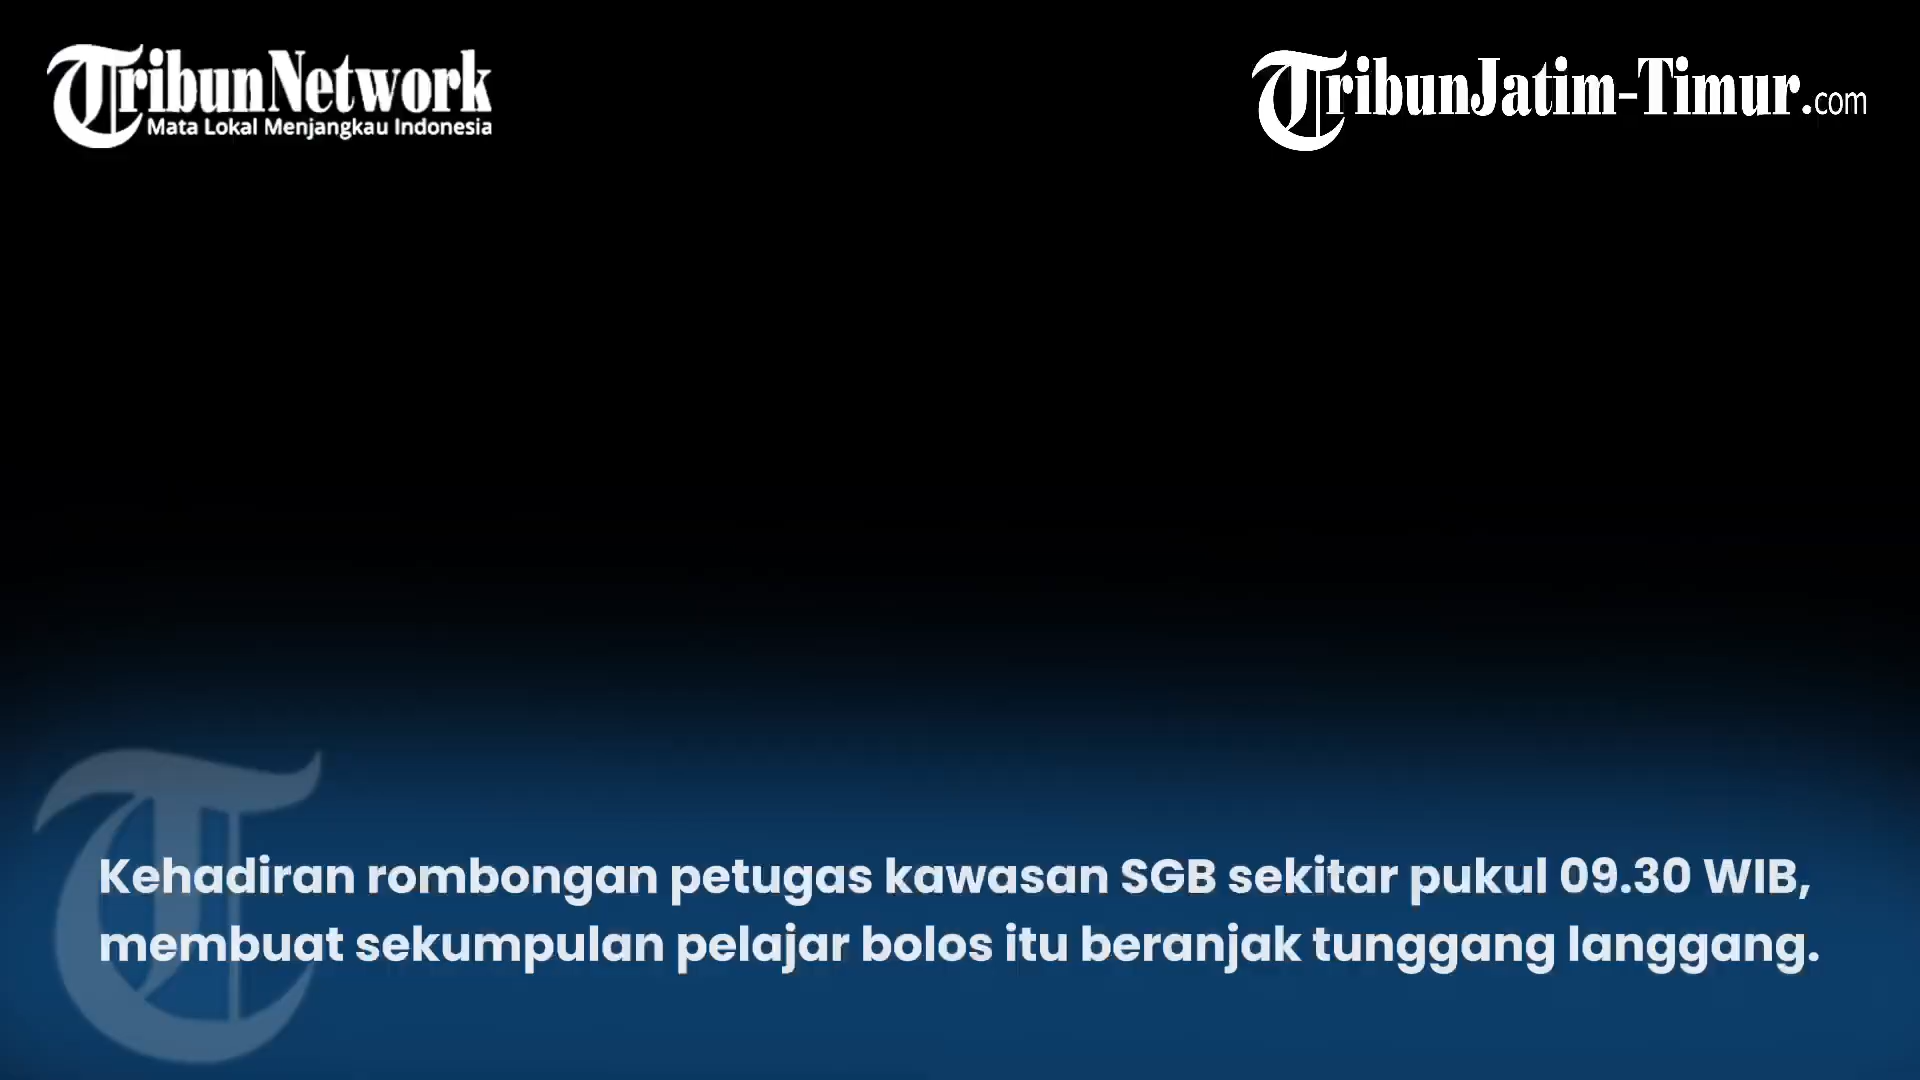 TribunNetwork
Mata Lokal Menjangkau Indonesia
TribunJatim-Timur.com
Kehadiran rombongan petugas kawasan SGB sekitar pukul 09.30 WIB,
membuat sekumpulan pelajar bolos itu beranjak tunggang langgang.